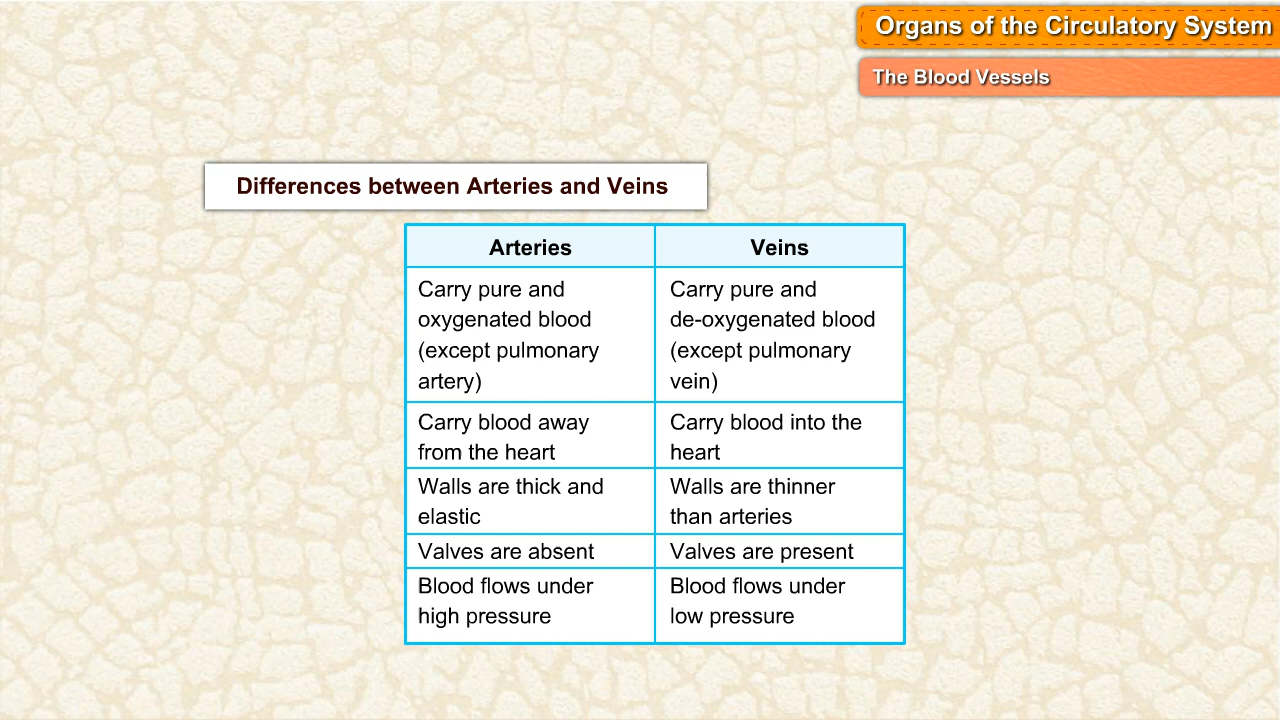 Organs of the Circulatory System
The Blood Vessels
Differences between Arteries and Veins
Arteries
Veins
Carry pure and
oxygenated blood
(except pulmonary
artery)
Carry pure and
de-oxygenated blood
(except pulmonary
vein)
Carry blood away
from the heart
Carry blood into the
heart
Walls are thick and
elastic
Walls are thinner
than arteries
Valves are absent
Valves are present
Blood flows under
high pressure
Blood flows under
low pressure